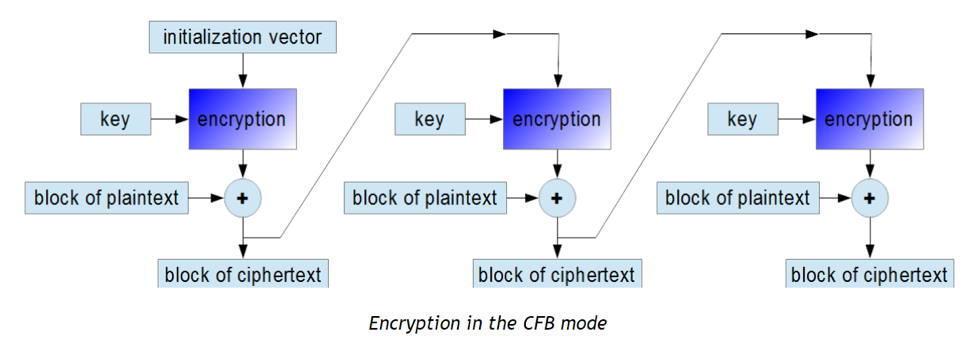 initialization vector
key
encryption
key
encryption
key
encryption
block of plaintext
+
block of plaintext
+
block of plaintext
+
block of ciphertext
block of ciphertext
block of ciphertext
Encryption in the CFB mode